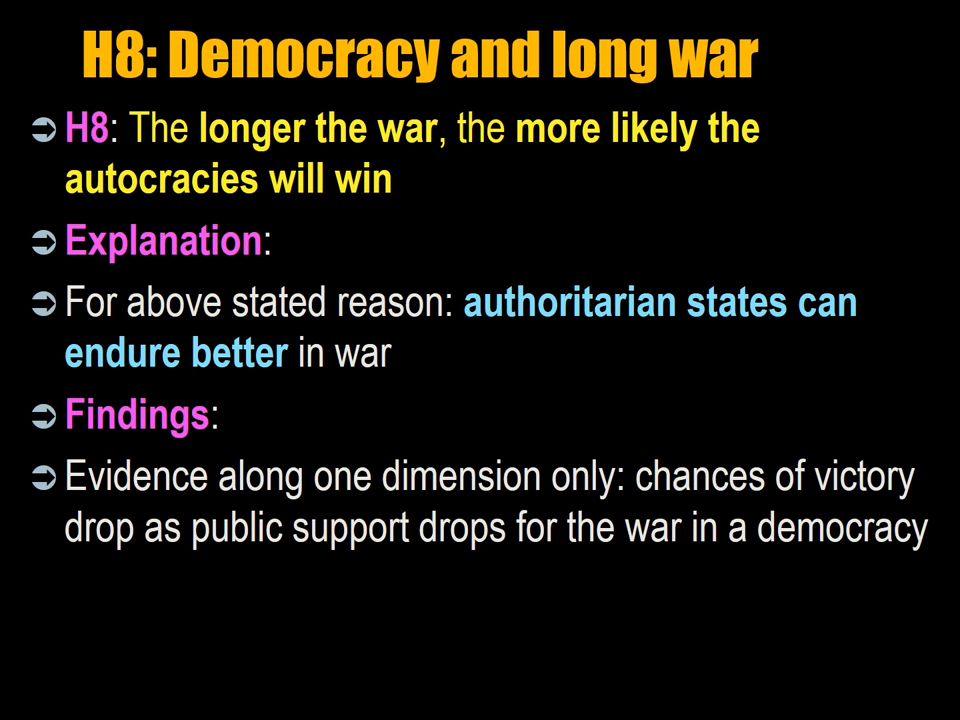 H8: Democracy and long war
➲ H8: The longer the war, the more likely the
autocracies will win
➲ Explanation:
➲ For above stated reason: authoritarian states can
endure better in war
➲ Findings:
➲ Evidence along one dimension only: chances of victory
drop as public support drops for the war in a democracy